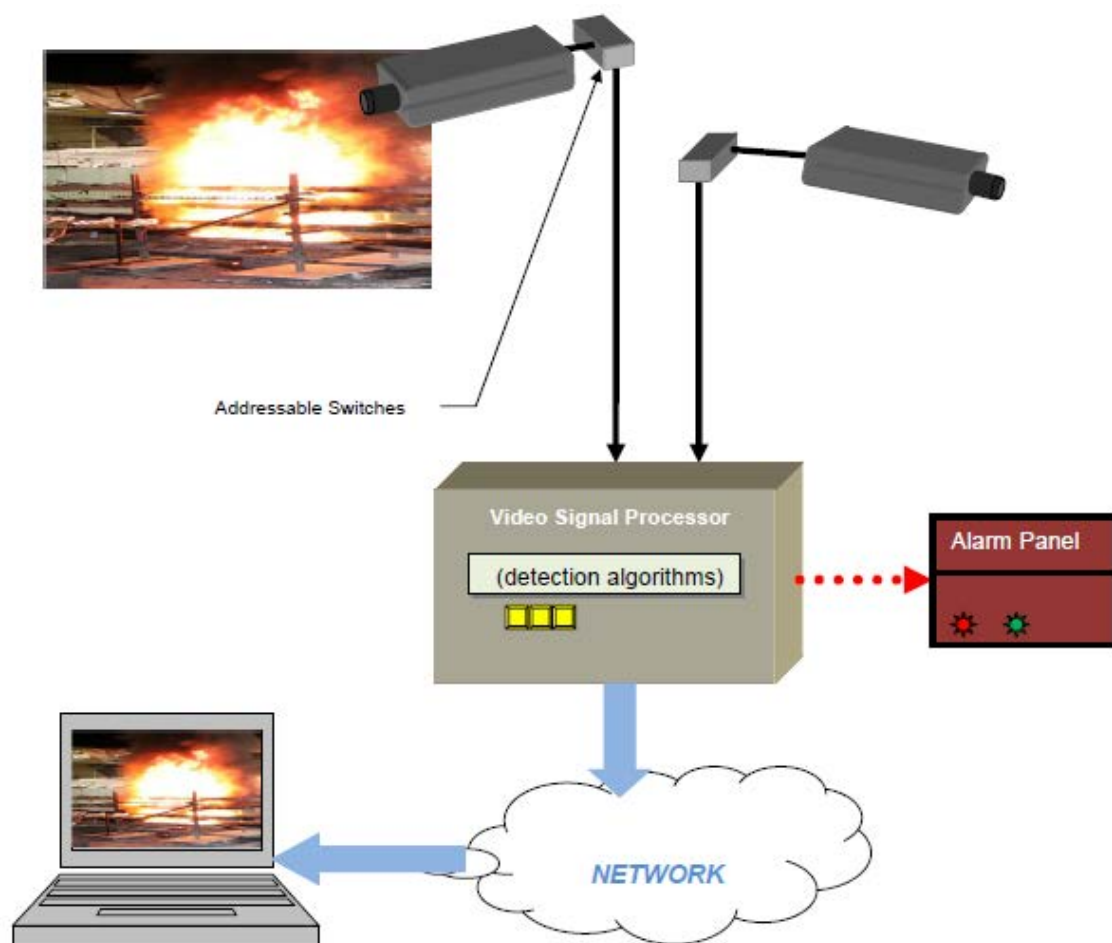 Addressable Switches
Video Signal Processor
(detection algorithms)
Alarm Panel
NETWORK